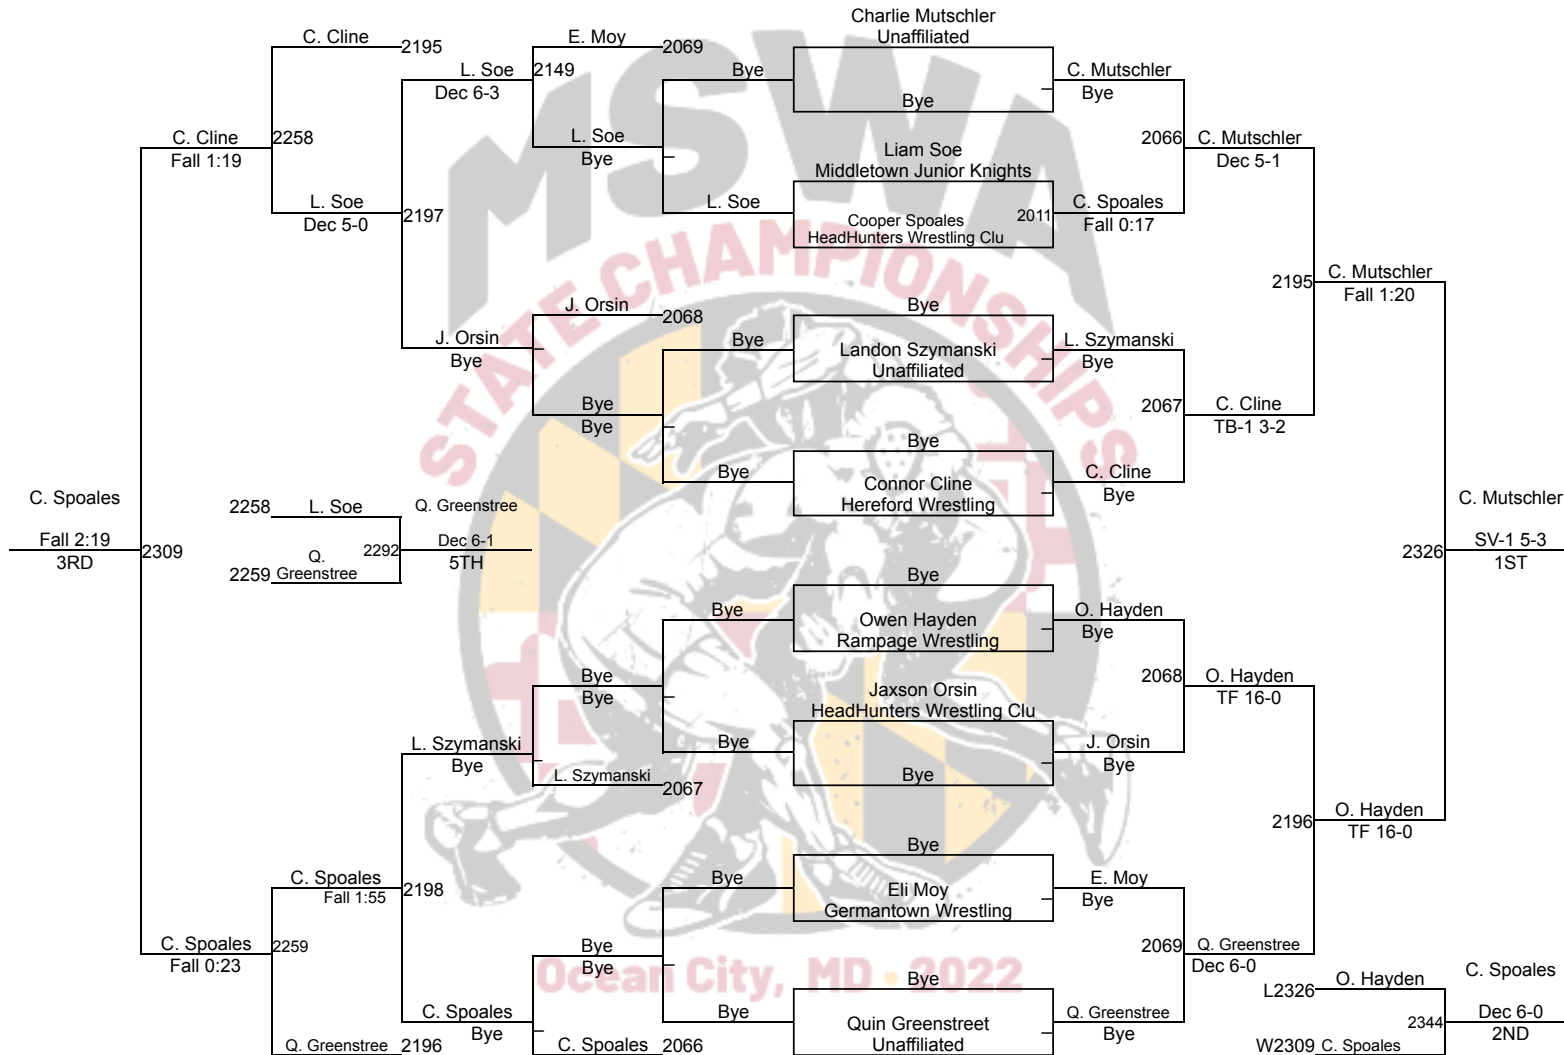 Charlie Mutschler
Unaffiliated
C. Cline
2195
E. Moy
2069
L. Soe
2149
Bye
C. Mutschler
Dec 6-3
Bye
Bye
C. Cline
2258
L. Soe
2066
C. Mutschler
Fall 1:19
Bye
Liam Soe
Dec 5-1
Middletown Junior Knights
L. Soe
2197
L. Soe
Cooper Spoales
2011
C. Spoales
Dec 5-0
HeadHunters Wrestling Clu
Fall 0:17
MSWA
STATE CHAMPIONSHIPS
2195
C. Mutschler
Fall 1:20
J. Orsin
2068
Bye
J. Orsin
Bye
Landon Szymanski
L. Szymanski
Bye
Unaffiliated
Bye
Bye
2067
C. Cline
Bye
TB-1 3-2
Bye
Bye
Connor Cline
C. Cline
Hereford Wrestling
Bye
C. Spoales
C. Mutschler
2258
L. Soe
Q. Greenstree
Fall 2:19
2309
Q.
2292
Dec 6-1
2326
SV-1 5-3
3RD
2259
Greenstree
5TH
1ST
Bye
Bye
Owen Hayden
O. Hayden
Rampage Wrestling
Bye
Bye
2068
O. Hayden
Bye
Jaxson Orsin
TF 16-0
HeadHunters Wrestling Clu
L. Szymanski
Bye
J. Orsin
Bye
Bye
Bye
L. Szymanski
2067
2196
O. Hayden
TF 16-0
Bye
C. Spoales
2198
Bye
Eli Moy
E. Moy
Fall 1:55
Germantown Wrestling
Bye
C. Spoales
2259
Bye
2069
Q. Greenstree
Fall 0:23
Bye
Dec 6-0
Ocean City, MD • 2022
Bye
L2326
O. Hayden
C. Spoales
C. Spoales
Bye
Quin Greenstreet
Q. Greenstree
2344
Dec 6-0
Bye
Unaffiliated
Bye
2ND
Q. Greenstree
2196
C. Spoales
2066
W2309
C. Spoales